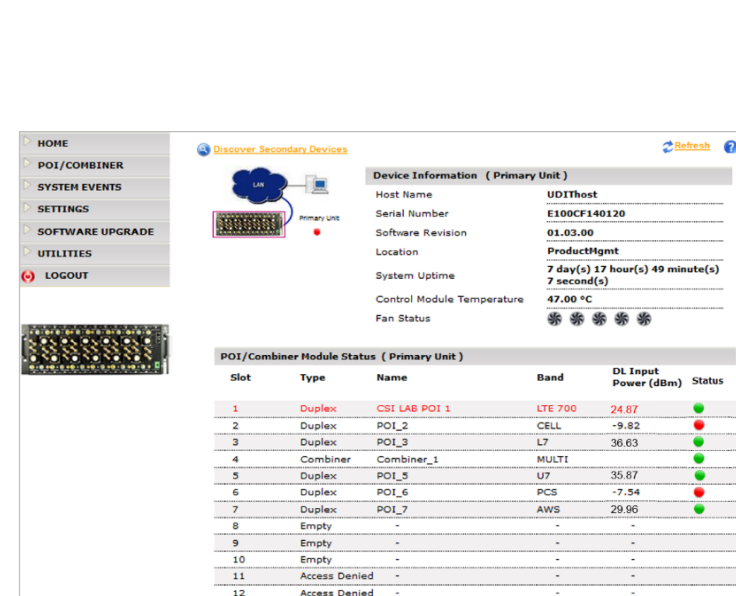 HOME
POI/COMBINER
SYSTEM EVENTS
SETTINGS
SOFTWARE UPGRADE
UTILITIES
LOGOUT
Discover Secondary Devices
Refresh
?
LAN
Primary Unit
Device Information ( Primary Unit )
Host Name UDIThost
Serial Number E100CF140120
Software Revision 01.03.00
Location ProductMgmt
System Uptime 7 day(s) 17 hour(s) 49 minute(s)
7 second(s)
Control Module Temperature 47.00 °C
Fan Status
POI/Combiner Module Status ( Primary Unit )
Slot Type Name Band DL Input Power (dBm) Status
1 Duplex CSI LAB POI 1 LTE 700 24.87
2 Duplex POI_2 CELL -9.82
3 Duplex POI_3 L7 36.63
4 Combiner Combiner_1 MULTI
5 Duplex POI_5 U7 35.87
6 Duplex POI_6 PCS -7.54
7 Duplex POI_7 AWS 29.96
8 Empty - - -
9 Empty - - -
10 Empty - - -
11 Access Denied - - -
12 Access Denied - - -